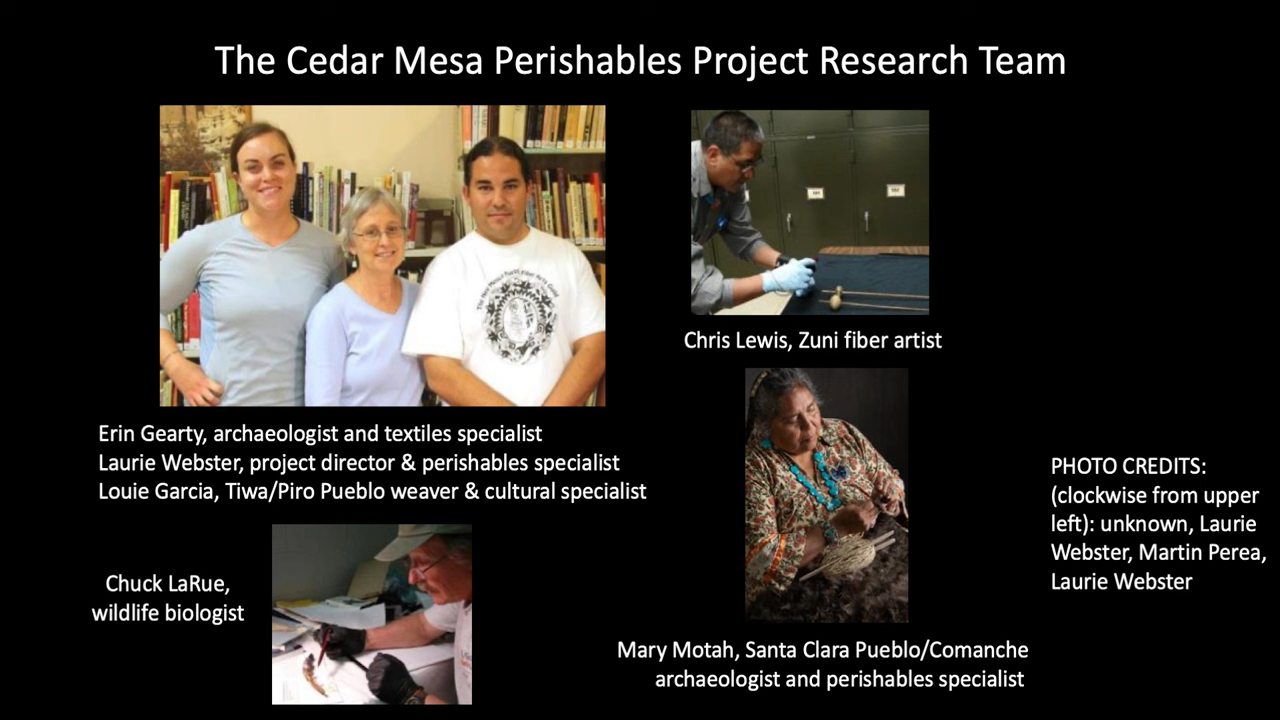 The Cedar Mesa Perishables Project Research Team
Erin Gearty, archaeologist and textiles specialist
Laurie Webster, project director & perishables specialist
Louie Garcia, Tiwa/Piro Pueblo weaver & cultural specialist
Chris Lewis, Zuni fiber artist
Chuck LaRue,
wildlife biologist
Mary Motah, Santa Clara Pueblo/Comanche
archaeologist and perishables specialist
PHOTO CREDITS:
(clockwise from upper
left): unknown, Laurie
Webster, Martin Perea,
Laurie Webster